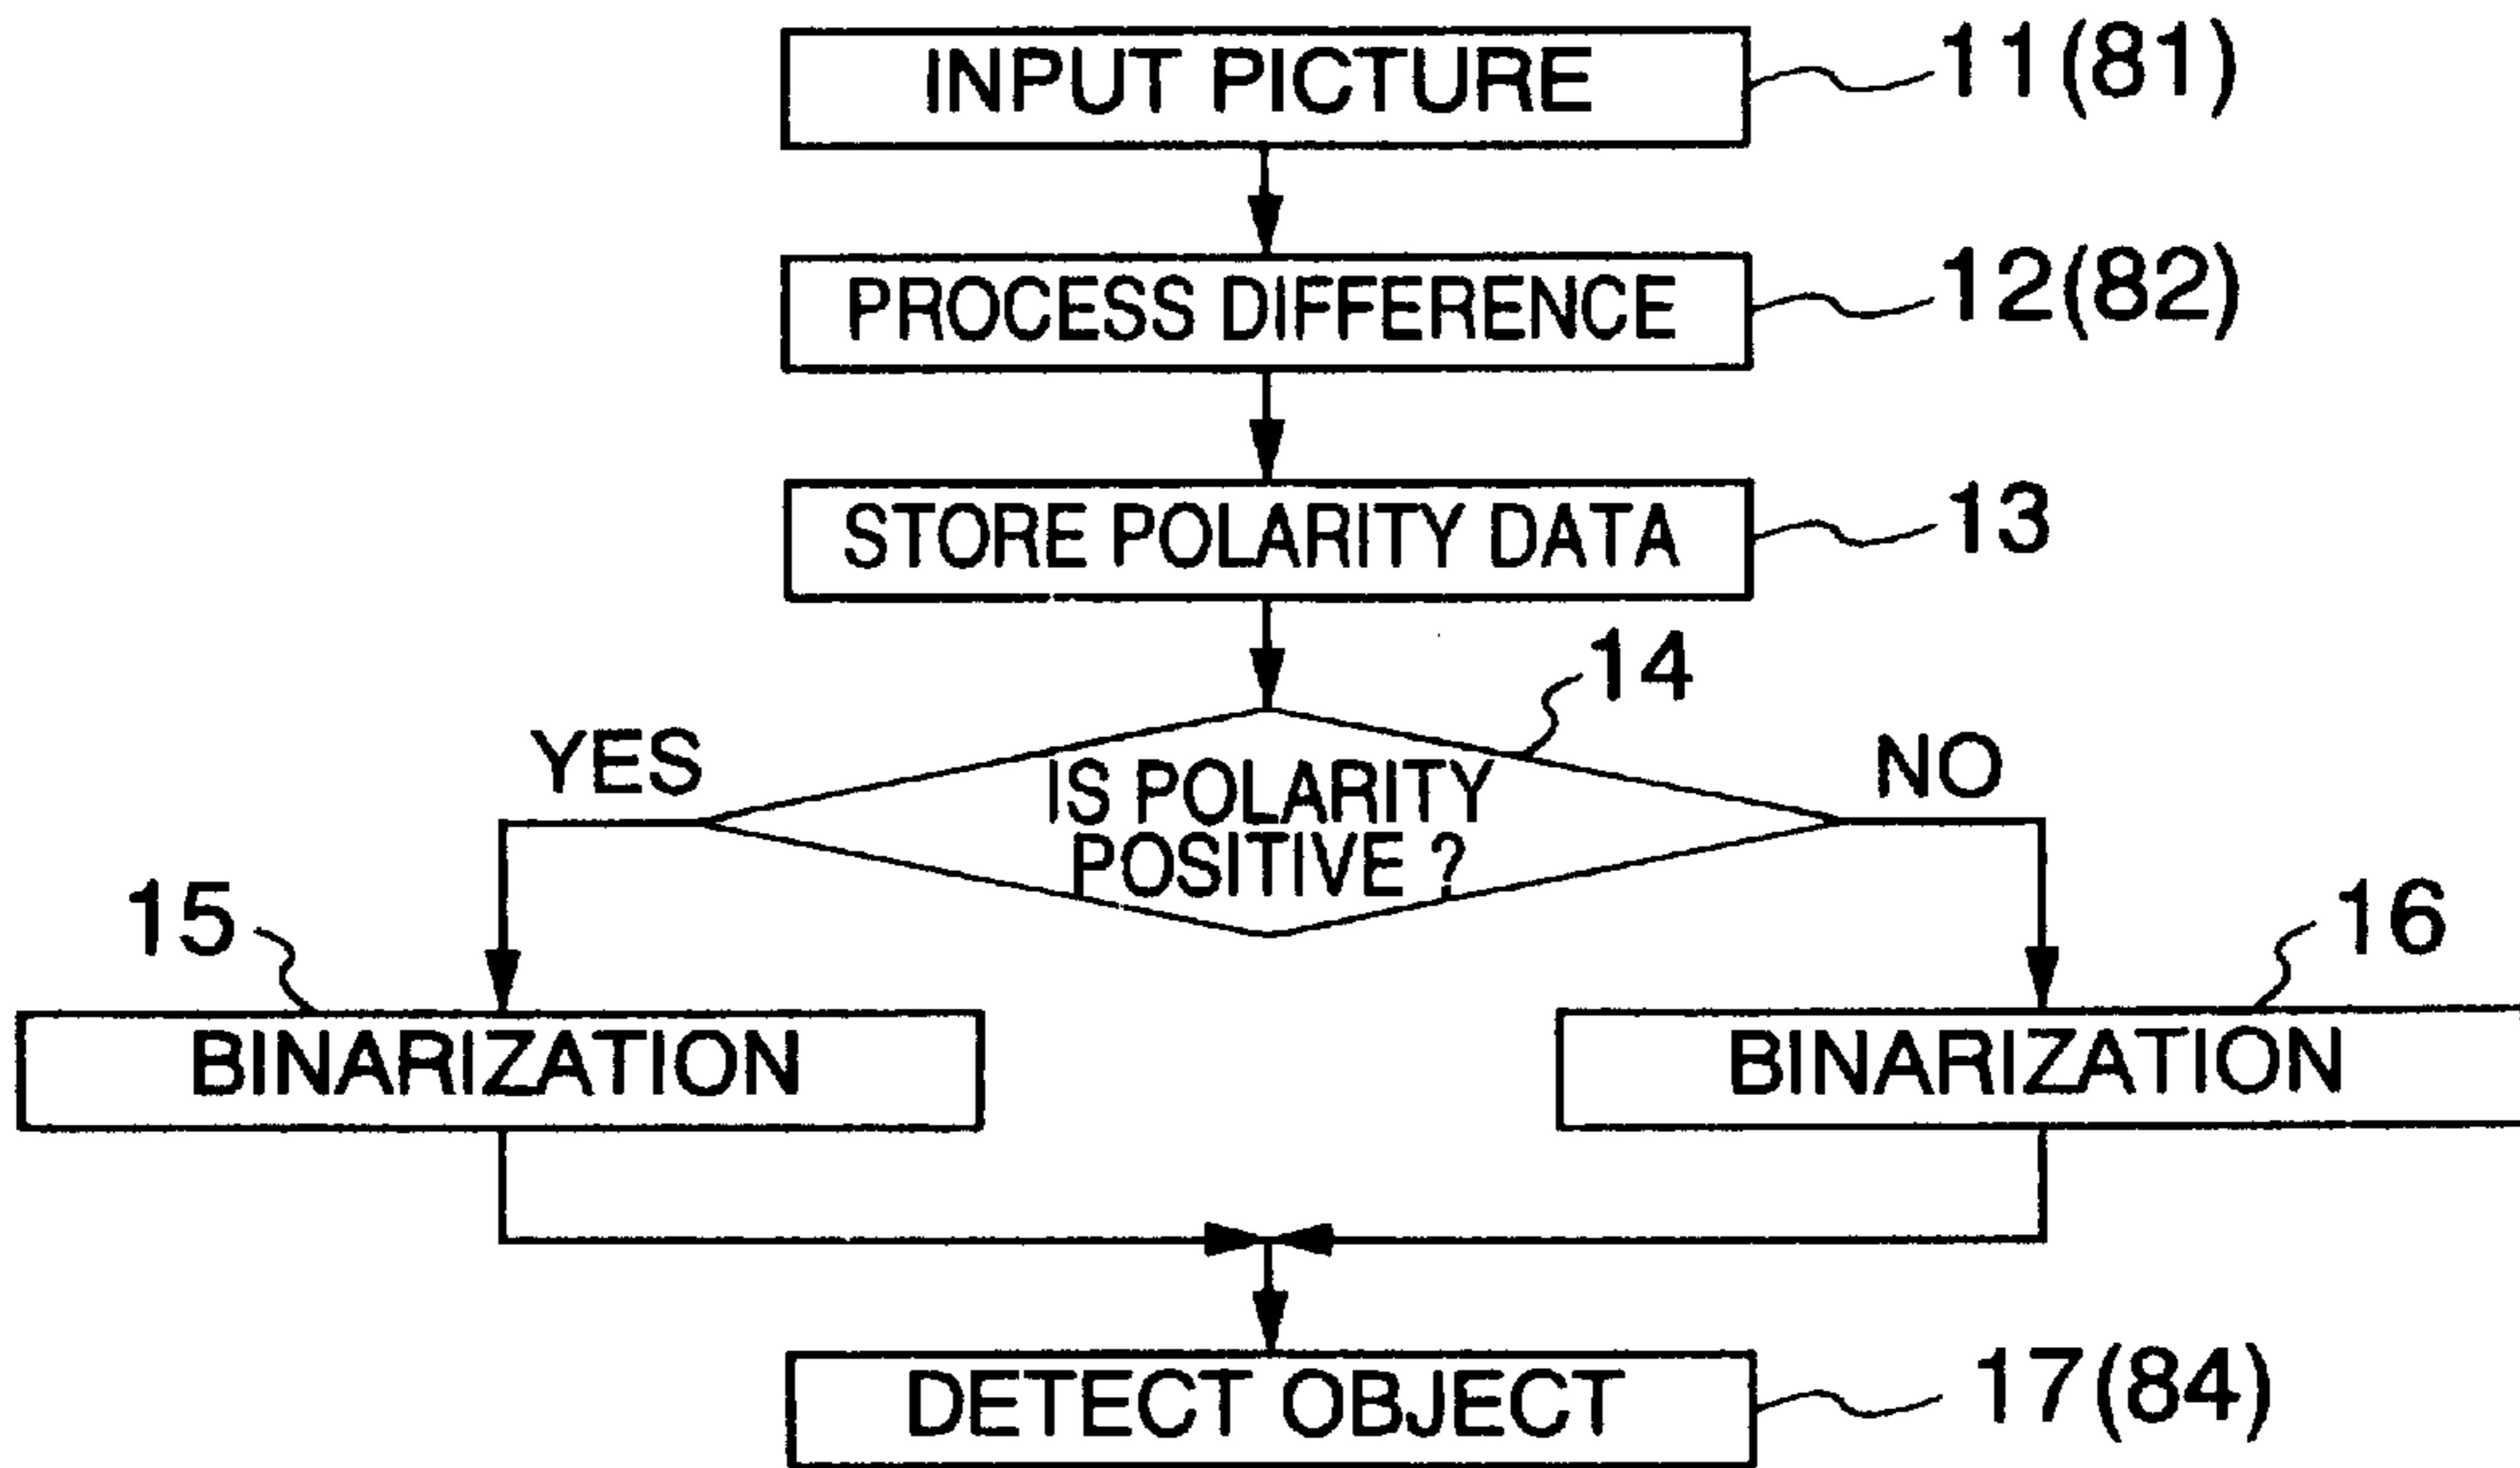 INPUT PICTURE
11(81)
PROCESS DIFFERENCE
12(82)
STORE POLARITY DATA
13
14
YES
IS POLARITY
POSITIVE ?
NO
15
16
BINARIZATION
BINARIZATION
DETECT OBJECT
17(84)